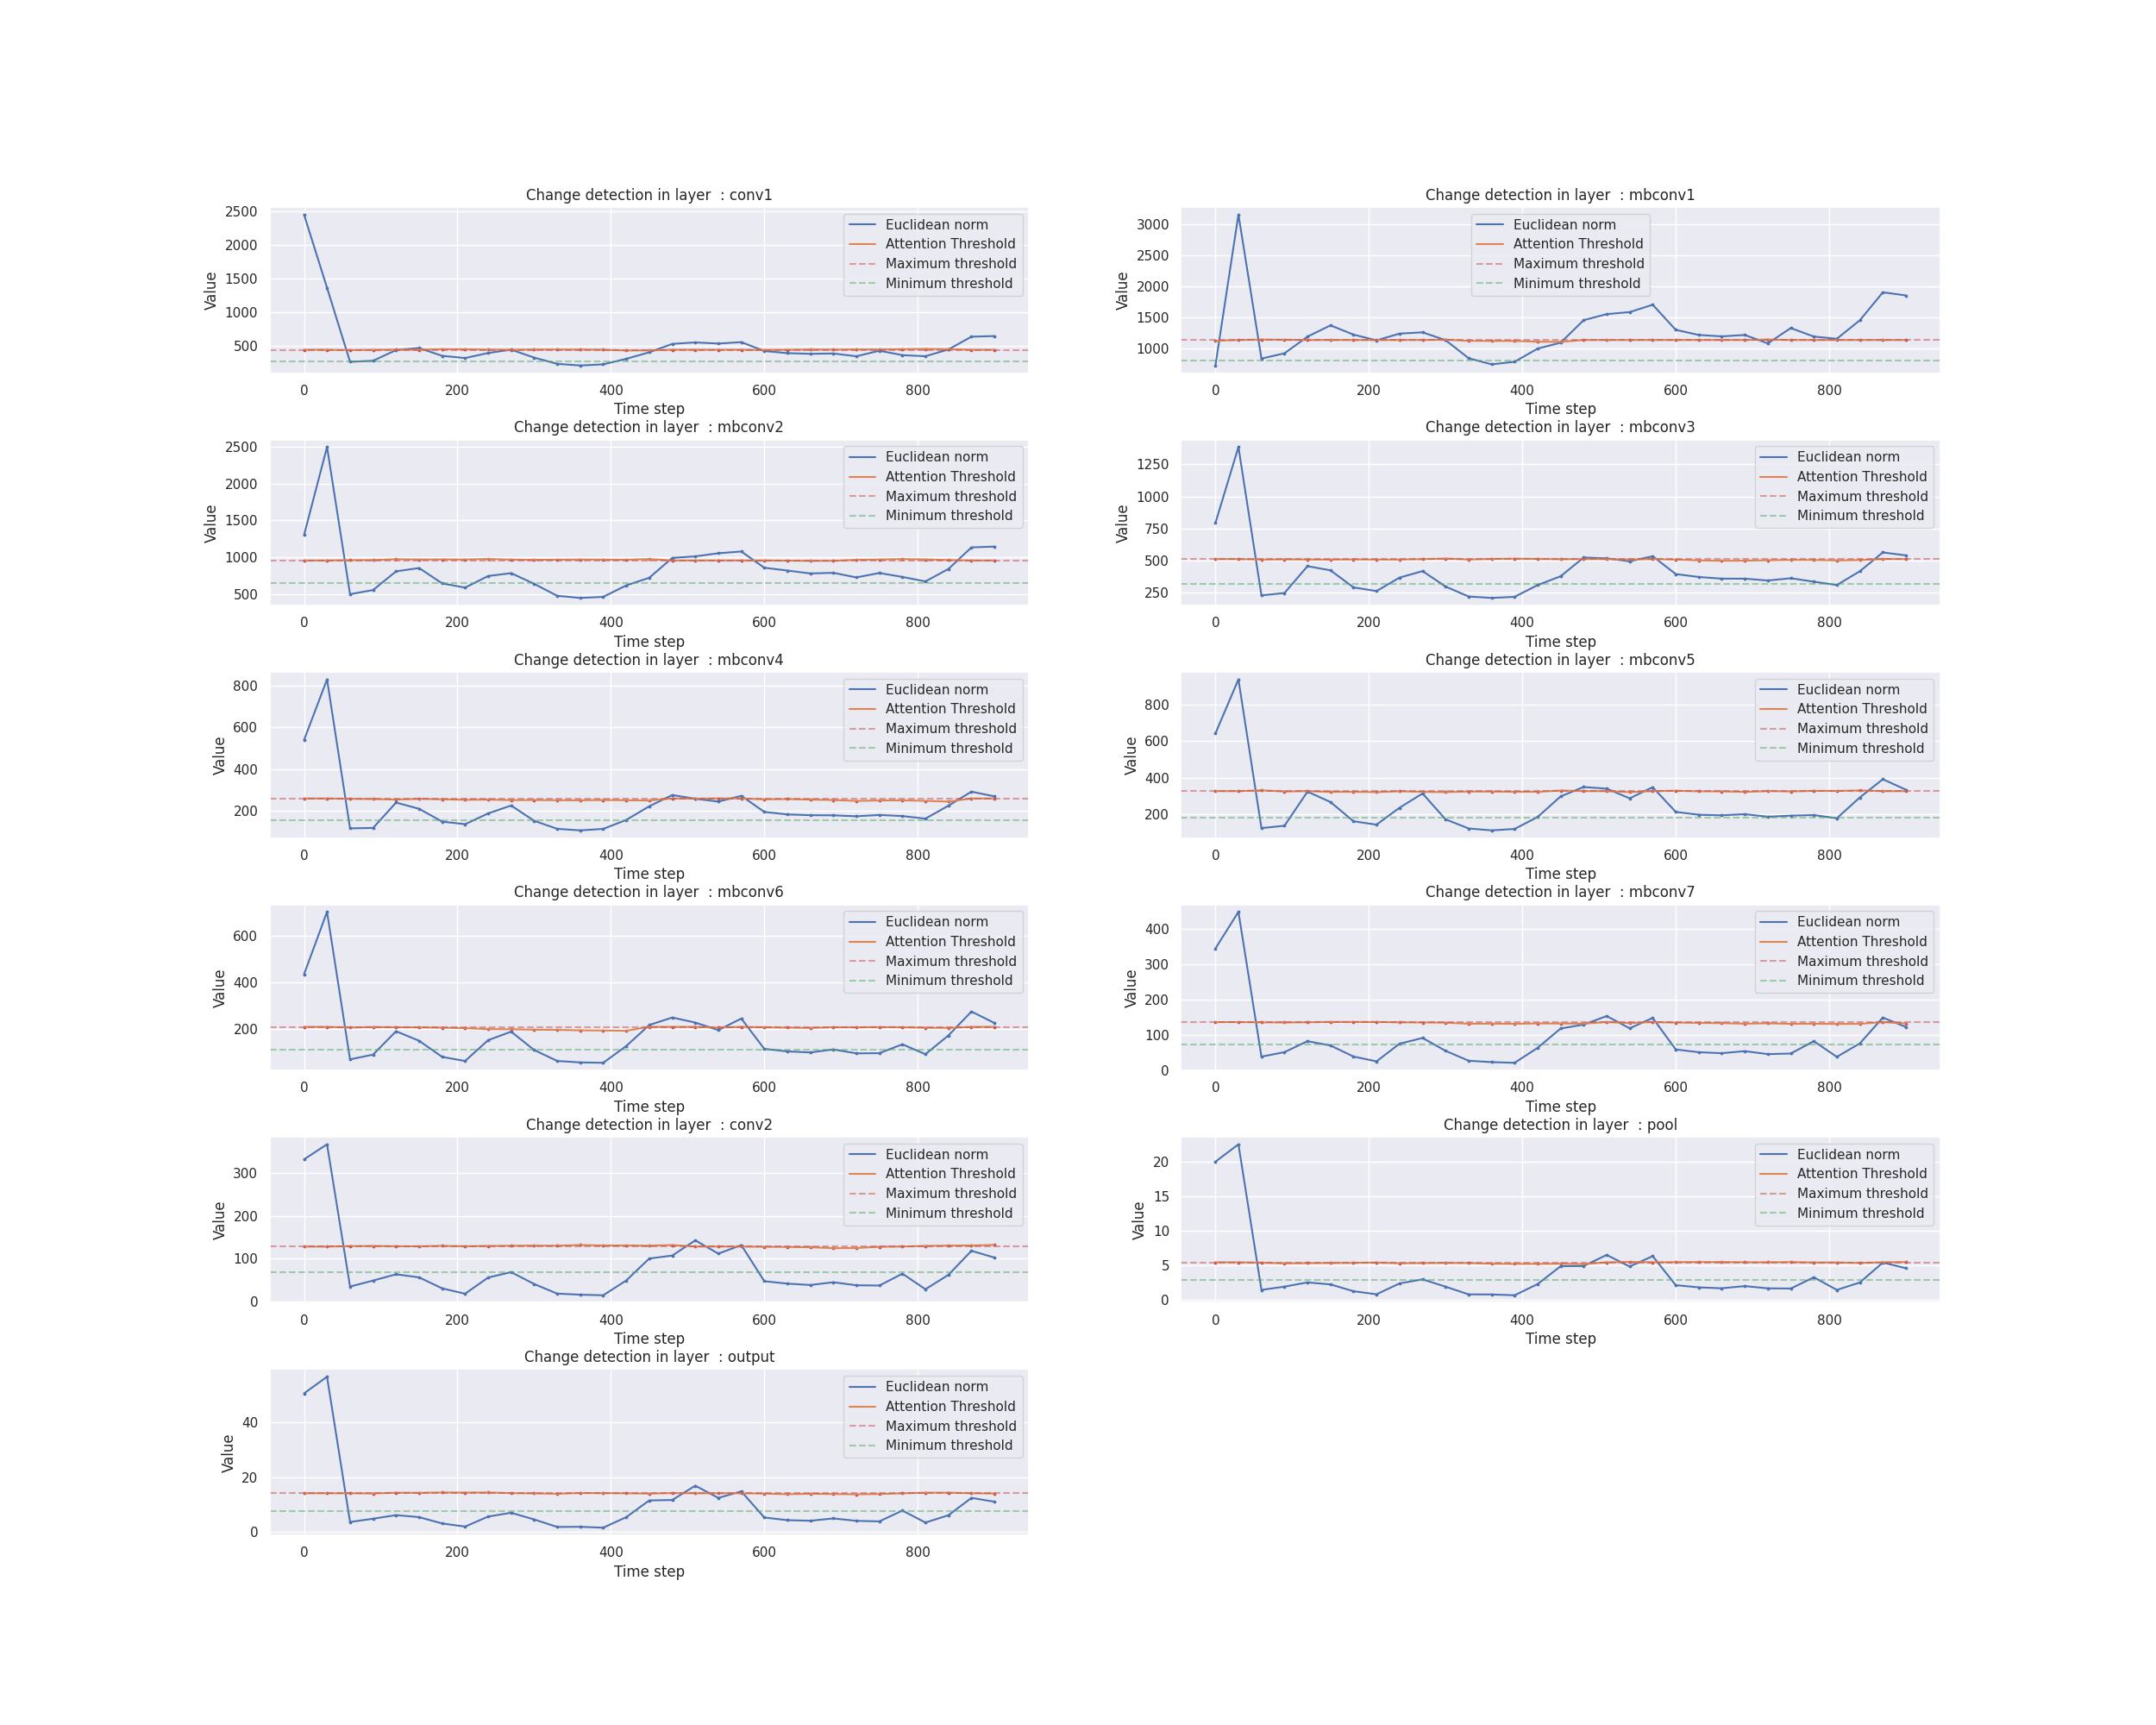 Change detection in layer : conv1
Value
2500
2000
1500
1000
500
Euclidean norm
Attention Threshold
Maximum threshold
Minimum threshold
0 200 400 600 800
Time step
Change detection in layer : mbconv1
Value
3000
2500
2000
1500
1000
Euclidean norm
Attention Threshold
Maximum threshold
Minimum threshold
0 200 400 600 800
Time step
Change detection in layer : mbconv2
Value
2500
2000
1500
1000
500
Euclidean norm
Attention Threshold
Maximum threshold
Minimum threshold
0 200 400 600 800
Time step
Change detection in layer : mbconv3
Value
1250
1000
750
500
250
Euclidean norm
Attention Threshold
Maximum threshold
Minimum threshold
0 200 400 600 800
Time step
Change detection in layer : mbconv4
Value
800
600
400
200
Euclidean norm
Attention Threshold
Maximum threshold
Minimum threshold
0 200 400 600 800
Time step
Change detection in layer : mbconv5
Value
800
600
400
200
Euclidean norm
Attention Threshold
Maximum threshold
Minimum threshold
0 200 400 600 800
Time step
Change detection in layer : mbconv6
Value
600
400
200
Euclidean norm
Attention Threshold
Maximum threshold
Minimum threshold
0 200 400 600 800
Time step
Change detection in layer : mbconv7
Value
400
300
200
100
0
Euclidean norm
Attention Threshold
Maximum threshold
Minimum threshold
0 200 400 600 800
Time step
Change detection in layer : conv2
Value
300
200
100
0
Euclidean norm
Attention Threshold
Maximum threshold
Minimum threshold
0 200 400 600 800
Time step
Change detection in layer : pool
Value
20
15
10
5
0
Euclidean norm
Attention Threshold
Maximum threshold
Minimum threshold
0 200 400 600 800
Time step
Change detection in layer : output
Value
40
20
0
Euclidean norm
Attention Threshold
Maximum threshold
Minimum threshold
0 200 400 600 800
Time step